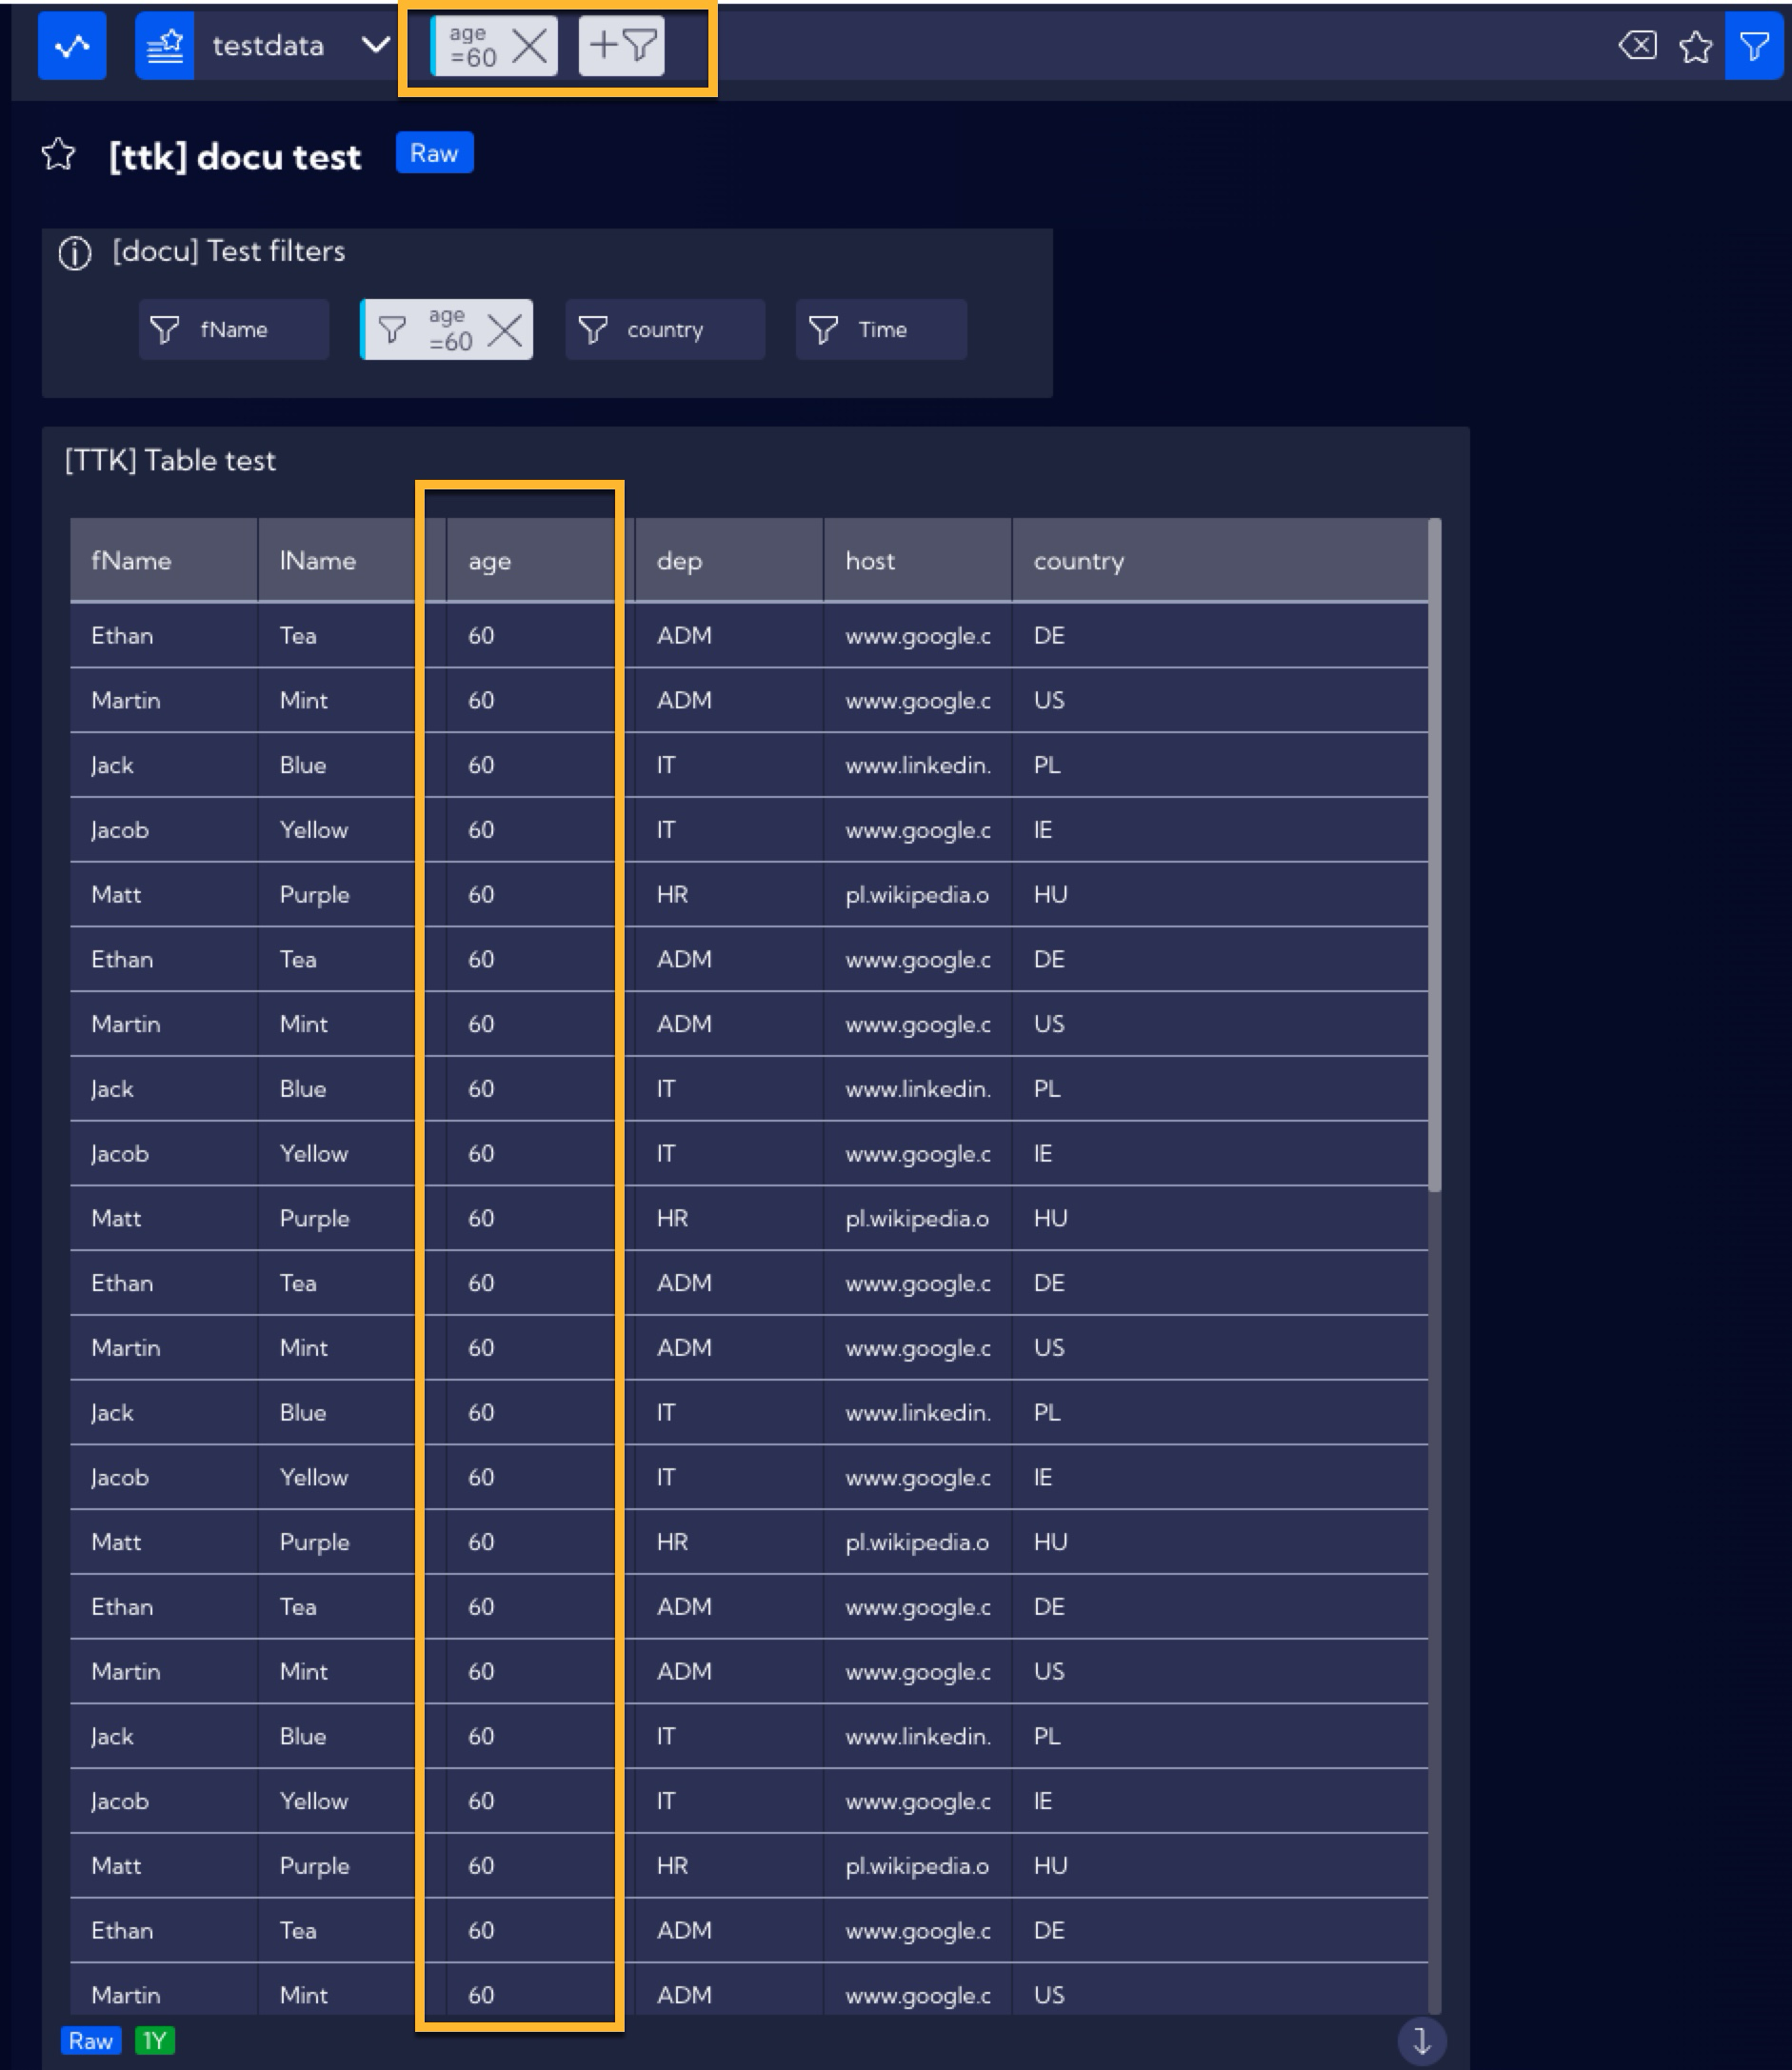 testdata age =60
[ttk] docu test Raw
[docu] Test filters
fName age =60 country Time
[TTK] Table test
fName lName age dep host country
Ethan Tea 60 ADM www.google.c DE
Martin Mint 60 ADM www.google.c US
Jack Blue 60 IT www.linkedin. PL
Jacob Yellow 60 IT www.google.c IE
Matt Purple 60 HR pl.wikipedia.o HU
Ethan Tea 60 ADM www.google.c DE
Martin Mint 60 ADM www.google.c US
Jack Blue 60 IT www.linkedin. PL
Jacob Yellow 60 IT www.google.c IE
Matt Purple 60 HR pl.wikipedia.o HU
Ethan Tea 60 ADM www.google.c DE
Martin Mint 60 ADM www.google.c US
Jack Blue 60 IT www.linkedin. PL
Jacob Yellow 60 IT www.google.c IE
Matt Purple 60 HR pl.wikipedia.o HU
Ethan Tea 60 ADM www.google.c DE
Martin Mint 60 ADM www.google.c US
Jack Blue 60 IT www.linkedin. PL
Jacob Yellow 60 IT www.google.c IE
Matt Purple 60 HR pl.wikipedia.o HU
Ethan Tea 60 ADM www.google.c DE
Martin Mint 60 ADM www.google.c US
Raw 1Y